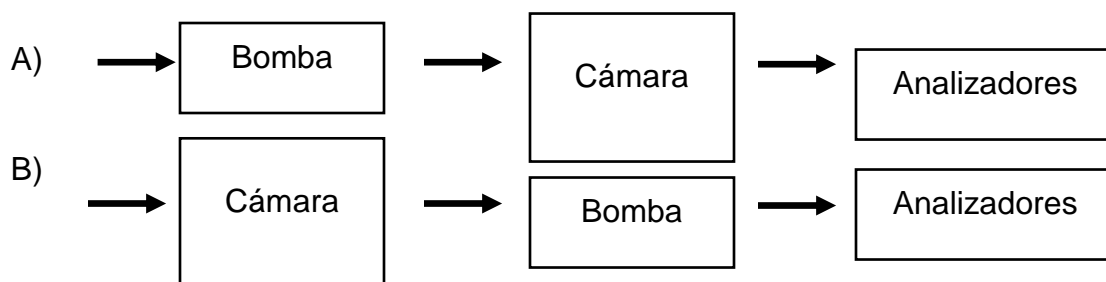 A)
Bomba
Cámara
Analizadores
B)
Cámara
Bomba
Analizadores